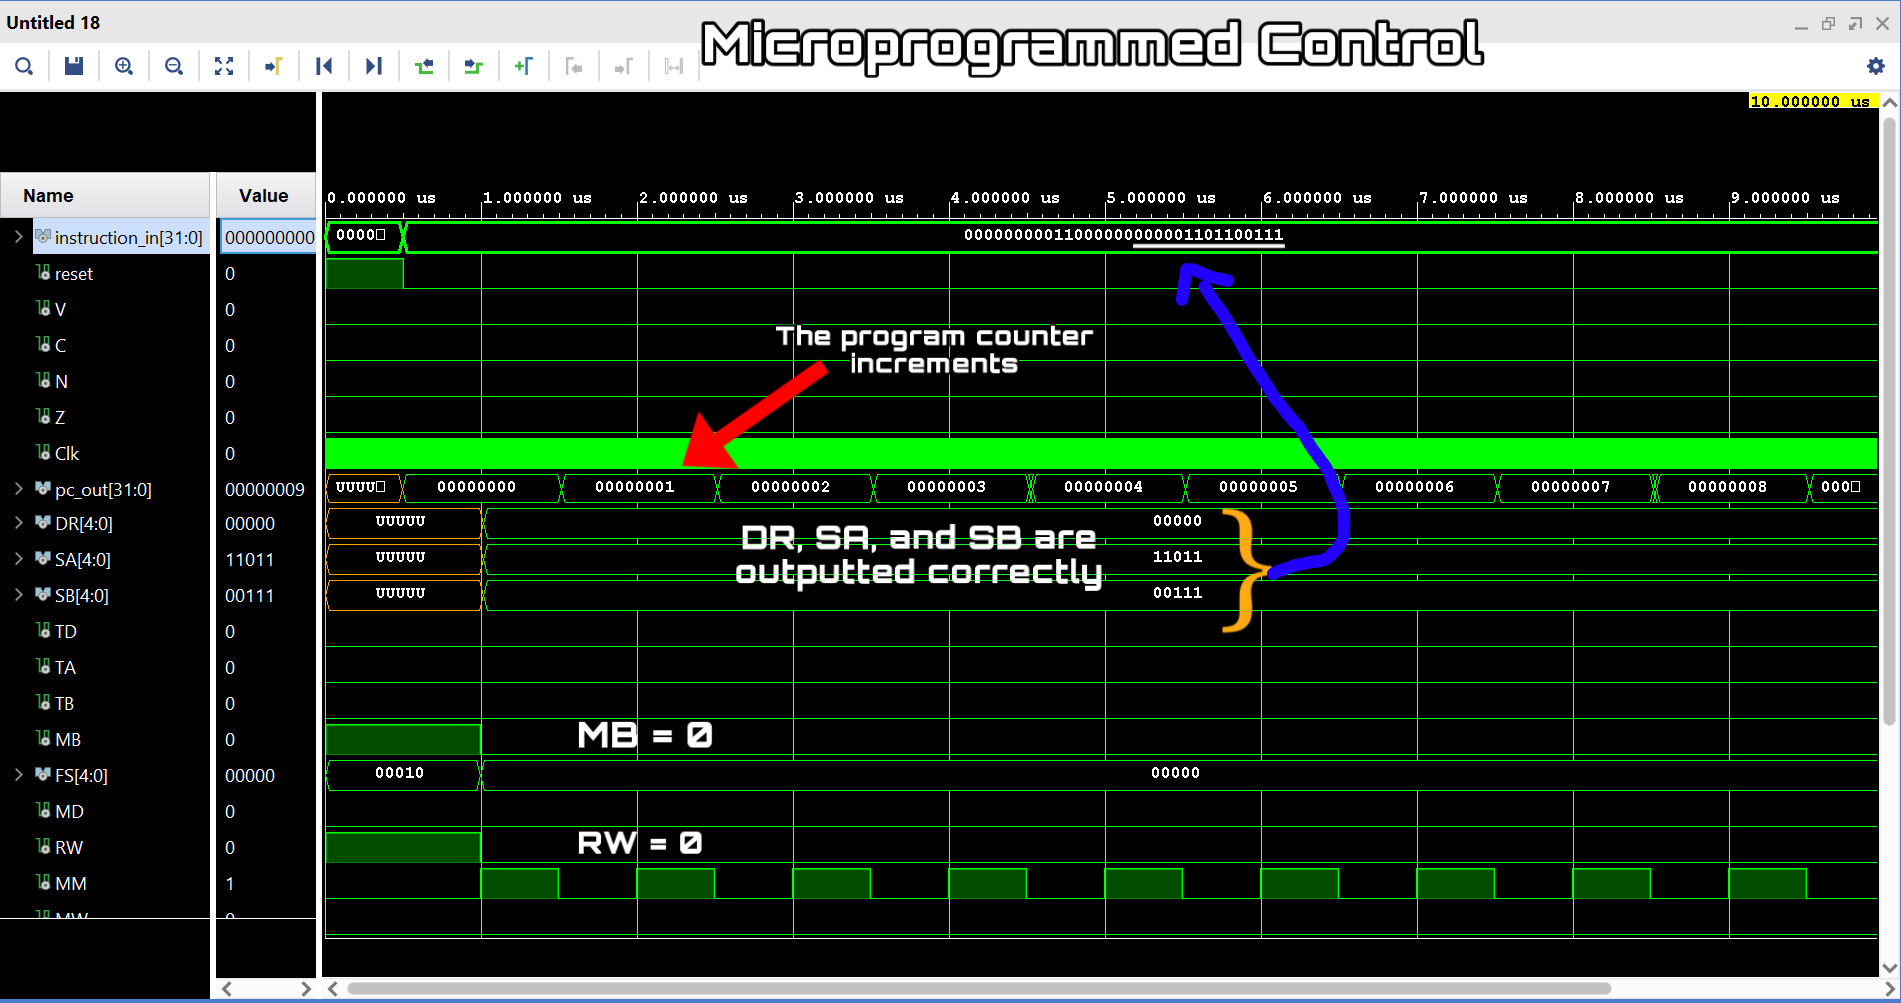 Untitled 18
Microprogrammed Control
10.000000 us
Name
Value
0.000000 us 1.000000 us 2.000000 us 3.000000 us 4.000000 us 5.000000 us 6.000000 us 7.000000 us 8.000000 us 9.000000 us
instruction_in[31:0] 000000000 0000 00000000011000000000001101100111
reset 0
V 0
The program counter
increments
C 0
N 0
Z 0
Clk 0
pc_out[31:0] 00000009 UUUU 00000000 00000001 00000002 00000003 00000004 00000005 00000006 00000007 00000008 000
DR[4:0] 00000 UUUUU 00000
DR, SA, and SB are
outputted correctly
SA[4:0] 11011 UUUUU 11011
SB[4:0] 00111 UUUUU 00111
TD 0
TA 0
TB 0
MB 0 MB = 0
FS[4:0] 00000 00010 00000
MD 0
RW 0 RW = 0
MM 1